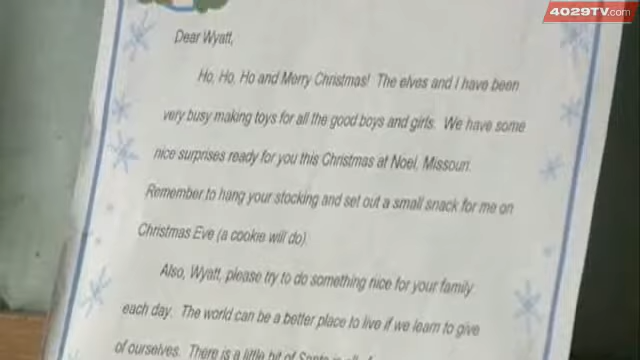 4029TV.com
Dear Wyatt,
Ho, Ho, Ho and Merry Christmas! The elves and I have been
very busy making toys for all the good boys and girls. We have some
nice surprises ready for you this Christmas at Noel, Missouri.
Remember to hang your stocking and set out a small snack for me on
Christmas Eve (a cookie will do).
Also, Wyatt, please try to do something nice for your family
each day. The world can be a better place to live if we learn to give
of ourselves. There is a little bit of Santa